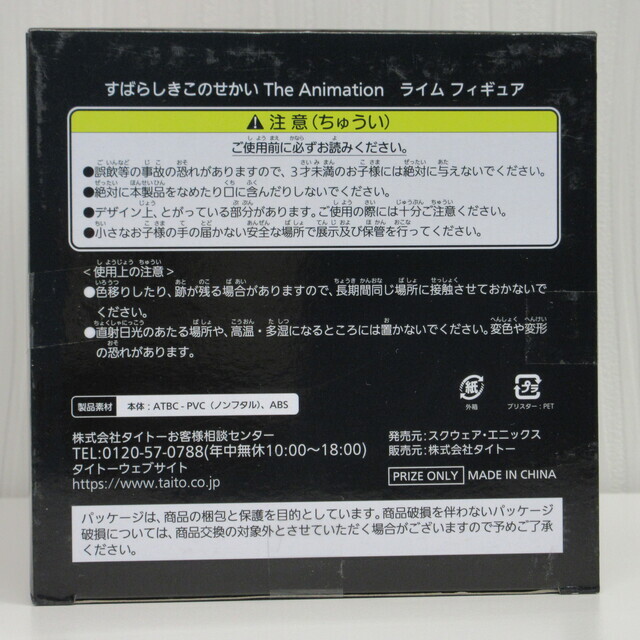 すばらしきこのせかい The Animation　ライム フィギュア
⚠ 注 意（ちゅうい）
ご使用前に必ずお読みください。
●誤飲等の事故の恐れがありますので、3才未満のお子様には絶対に与えないでください。
●絶対に本製品をなめたり口に含んだりしないでください。
●デザイン上、とがっている部分があります。ご使用の際には十分ご注意ください。
●小さなお子様の手の届かない安全な場所で展示及び保管を行ってください。
＜使用上の注意＞
●色移りしたり、跡が残る場合がありますので、長期間同じ場所に接触させておかないで
ください。
●直射日光のあたる場所や、高温・多湿になるところには置かないでください。変色や変形
の恐れがあります。
製品素材 本体：ATBC-PVC（ノンフタル）、ABS
紙 外箱
プラ ブリスター：PET
株式会社タイトーお客様相談センター
TEL:0120-57-0788(年中無休10:00～18:00)
タイトーウェブサイト
https://www.taito.co.jp
発売元：スクウェア・エニックス
販売元：株式会社タイトー
PRIZE ONLY MADE IN CHINA
パッケージは、商品の梱包と保護を目的としています。商品破損を伴わないパッケージ
破損については、商品交換の対象外とさせていただく場合がございますので予めご了承
ください。